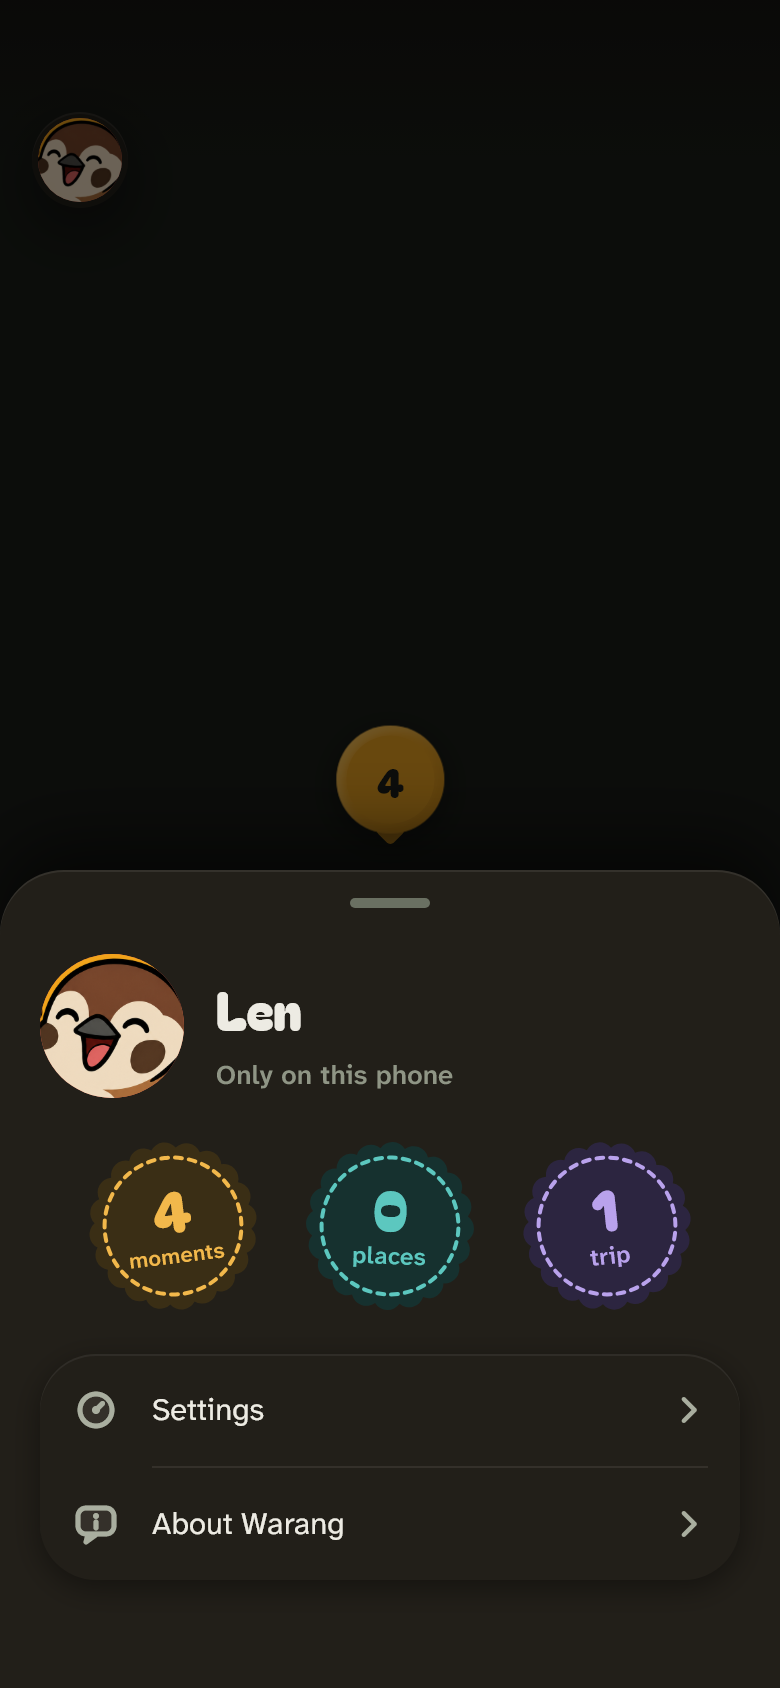 4
Len
Only on this phone
4
moments
0
places
1
trip
Settings
About Warang